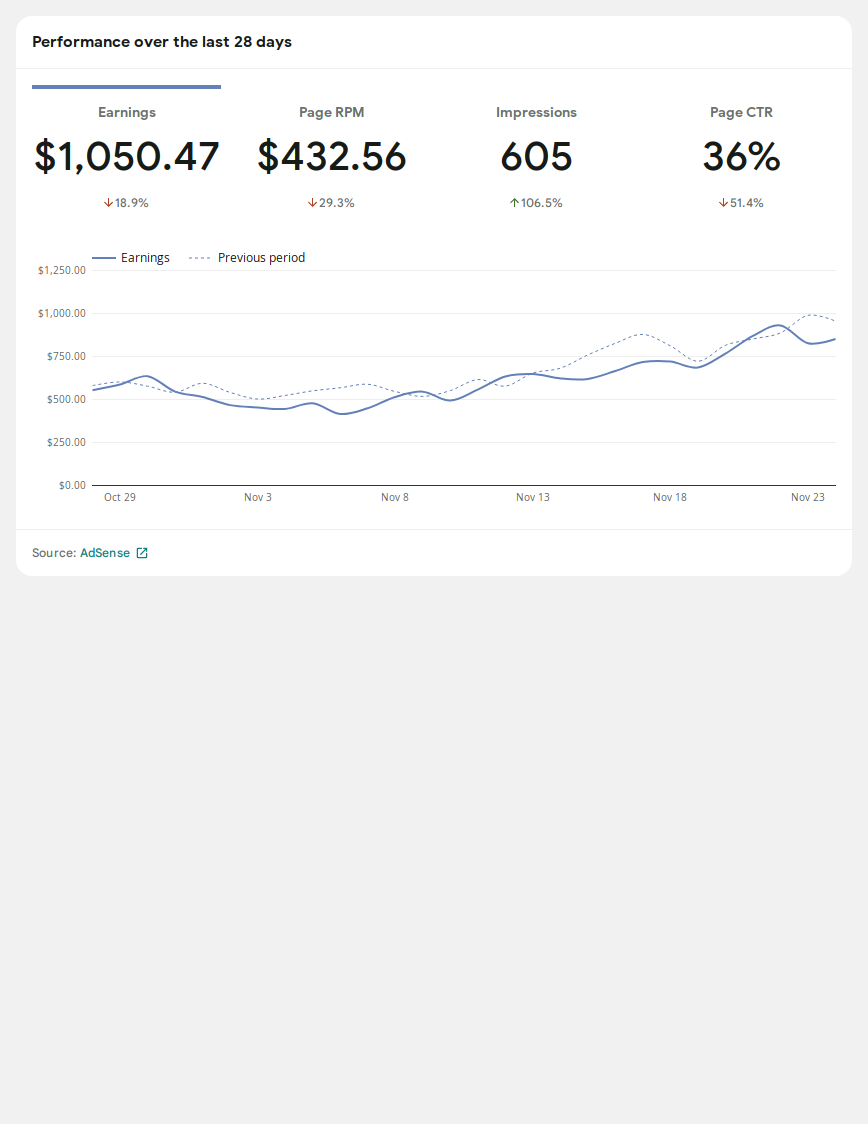 Performance over the last 28 days
Earnings
$1,050.47
↓18.9%
Page RPM
$432.56
↓29.3%
Impressions
605
↑106.5%
Page CTR
36%
↓51.4%
Earnings Previous period
$1,250.00
$1,000.00
$750.00
$500.00
$250.00
$0.00
Oct 29 Nov 3 Nov 8 Nov 13 Nov 18 Nov 23
Source: AdSense